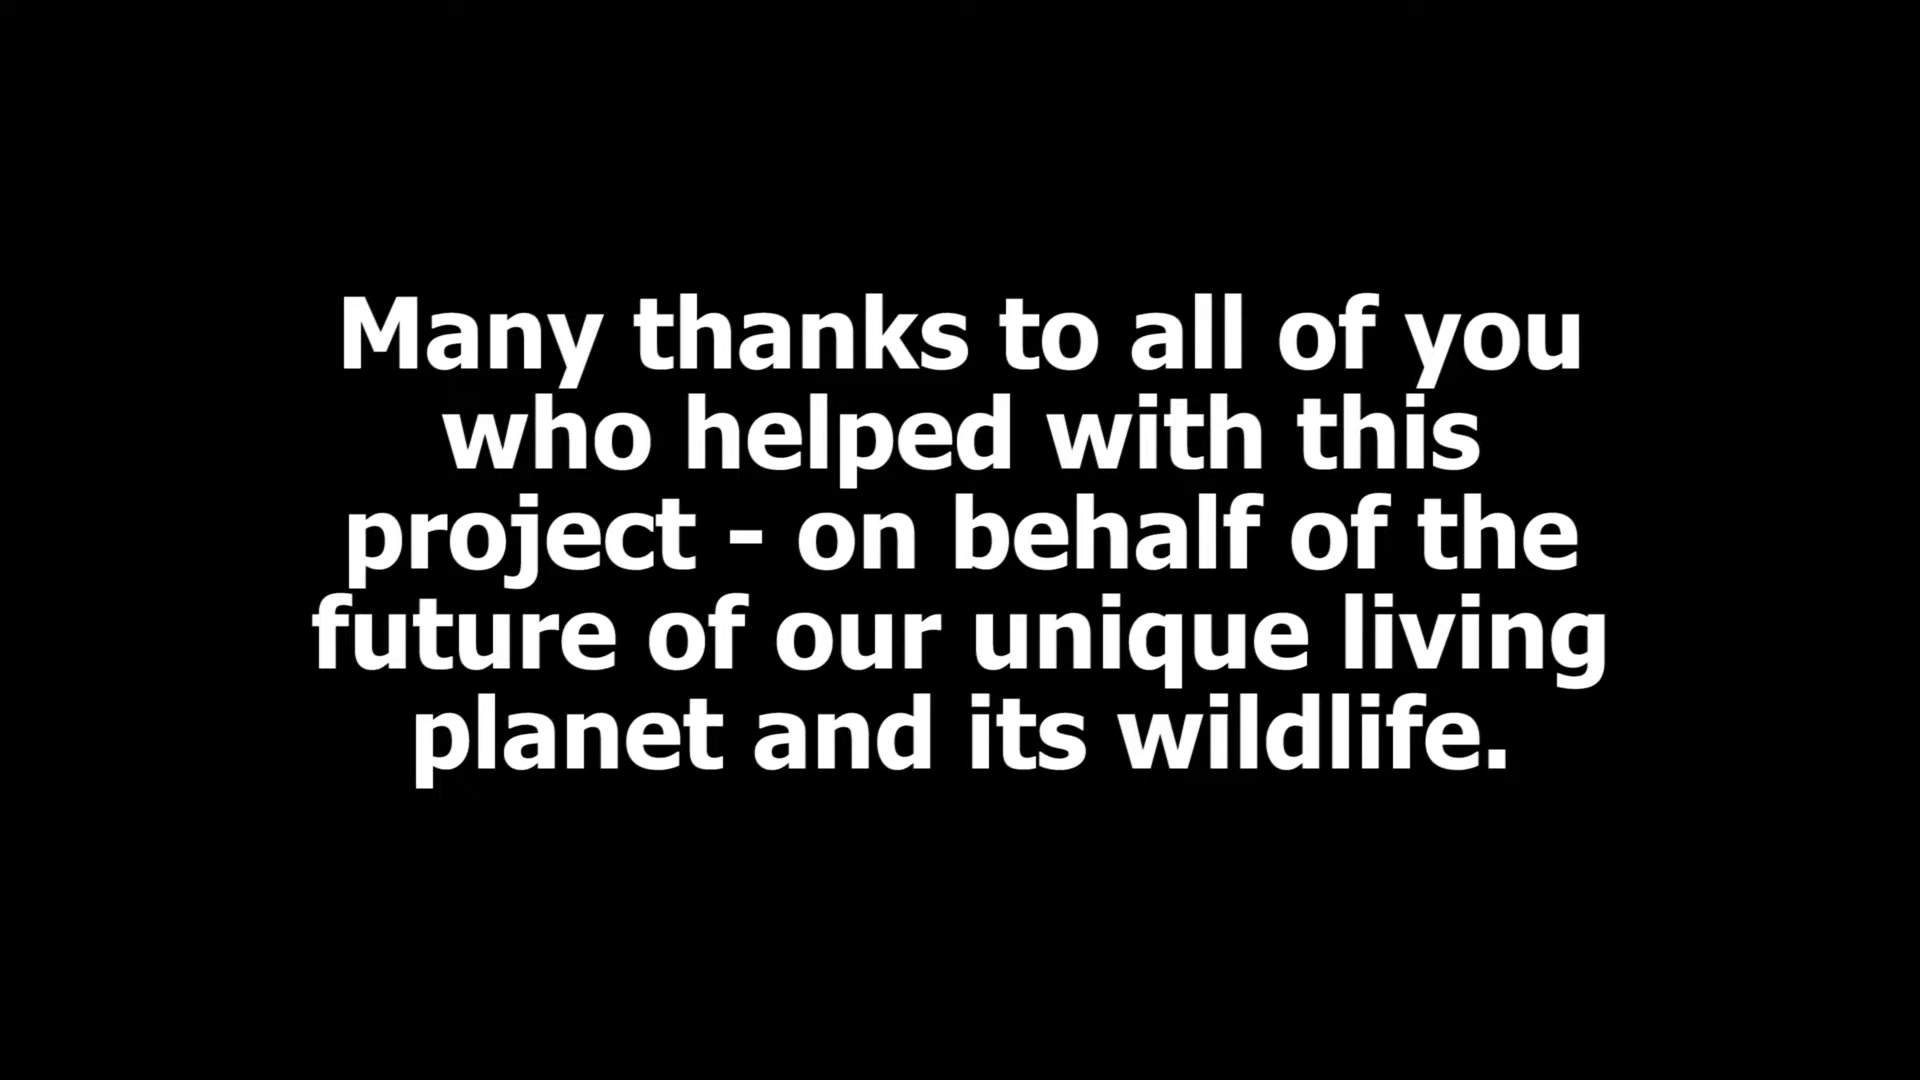 Many thanks to all of you
who helped with this
project - on behalf of the
future of our unique living
planet and its wildlife.